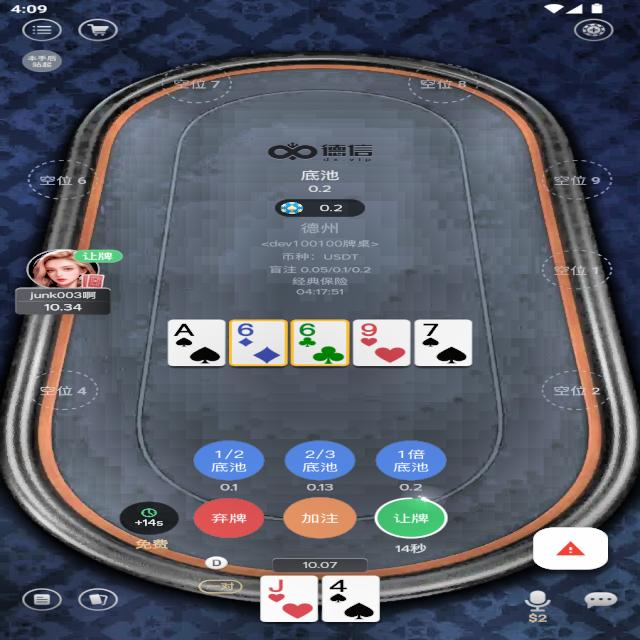 4:09
本手后
站起
空位 7
空位 8
德信
dx.vip
底池
0.2
0.2
空位 6
空位 9
德州
<dev100100牌桌>
币种：USDT
盲注 0.05/0.1/0.2
经典保险
04:17:51
让牌
junk003啊
10.34
空位 1
A
6
6
9
7
空位 4
空位 2
1/2
底池
2/3
底池
1倍
底池
0.1
0.13
0.2
+14s
弃牌
加注
让牌
免费
14秒
D
10.07
一对
J
4
$2